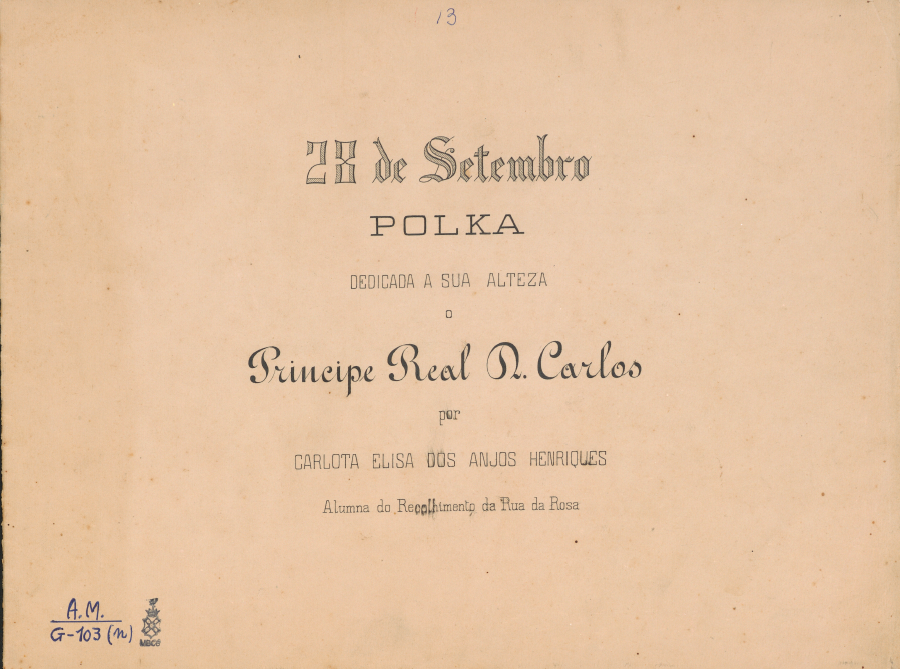 13
28 de Setembro
POLKA
DEDICADA A SUA ALTEZA
O
Principe Real D. Carlos
por
CARLOTA ELISA DOS ANJOS HENRIQUES
Alumna do Recolhimento da Rua da Rosa
A.M.
G-103 (n)
MBCB